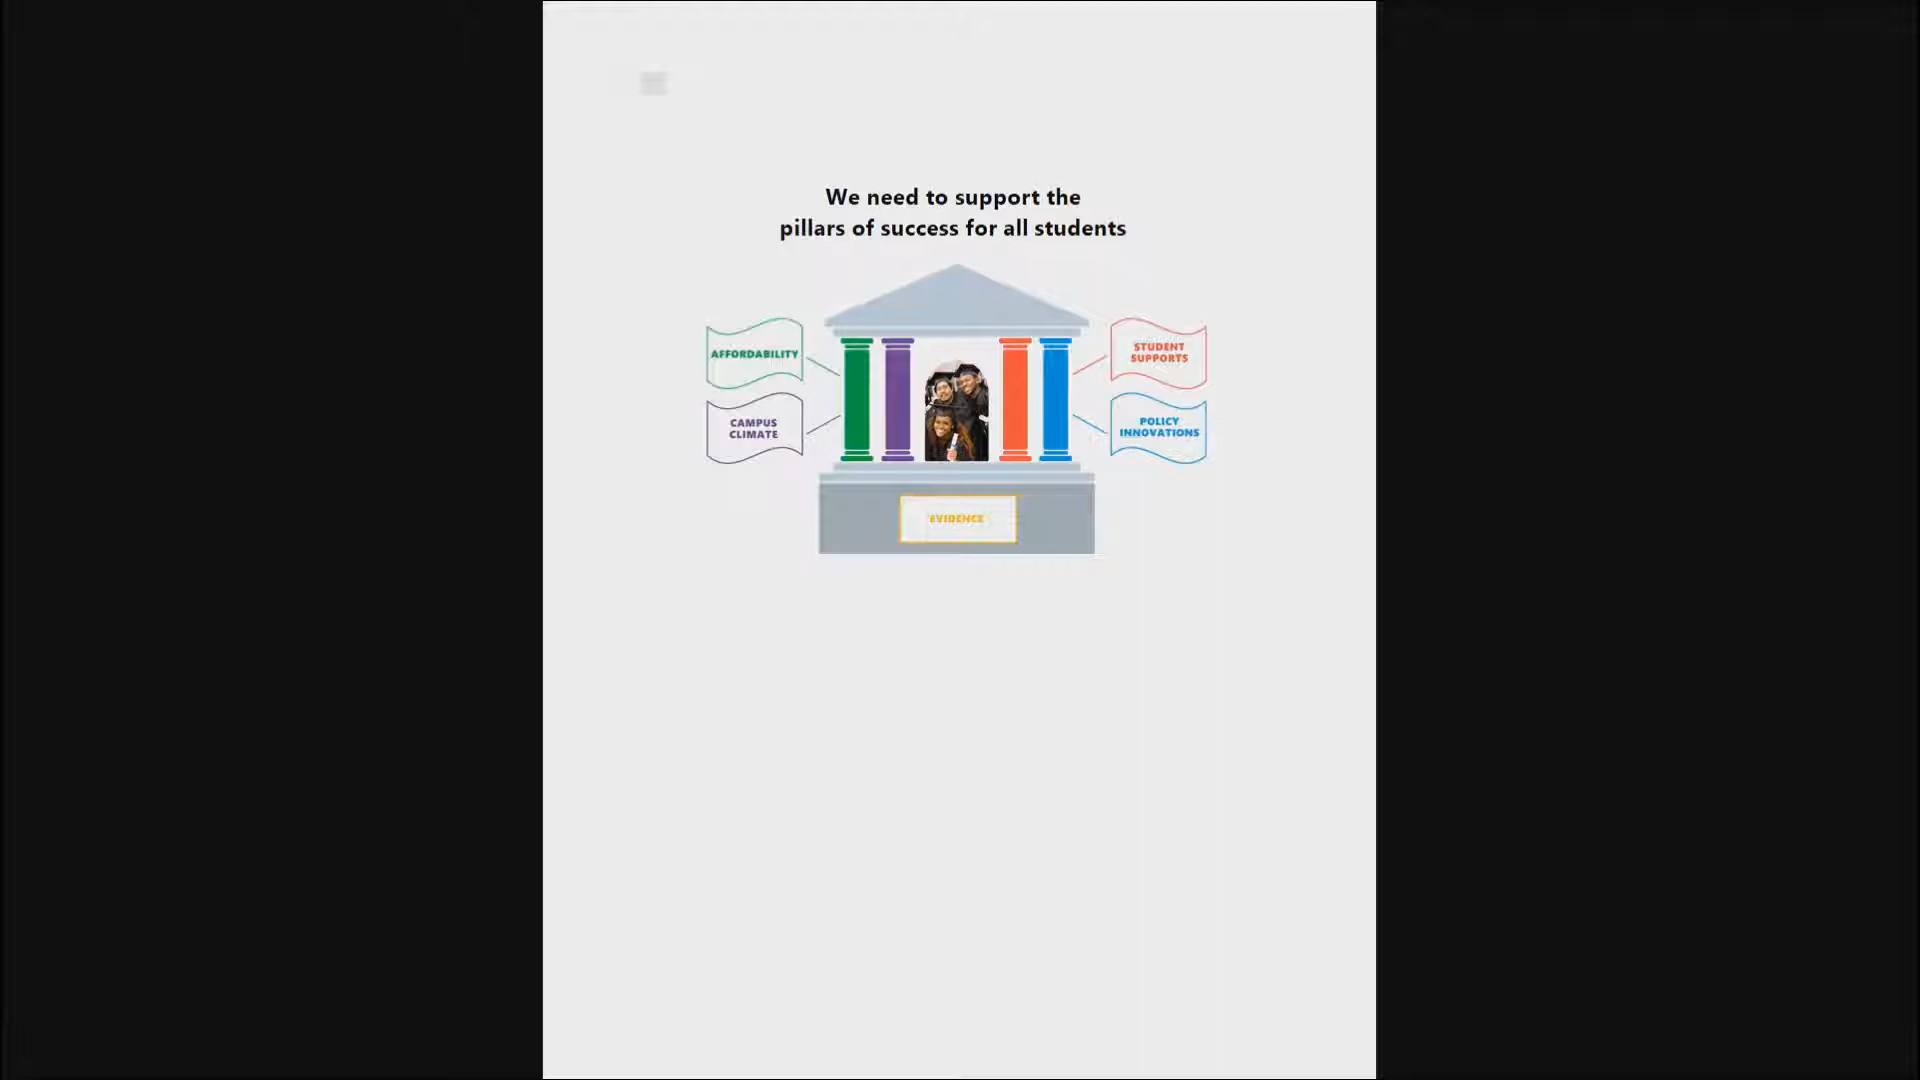 We need to support the
pillars of success for all students
AFFORDABILITY
CAMPUS
CLIMATE
STUDENT
SUPPORTS
POLICY
INNOVATIONS
EVIDENCE